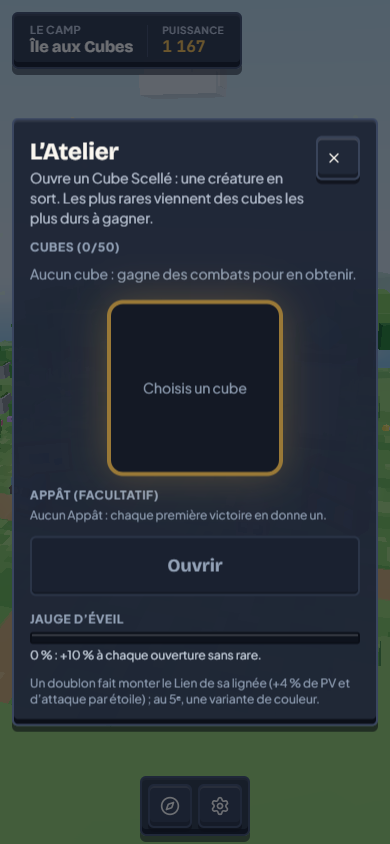 LE CAMP
Île aux Cubes
PUISSANCE
1 167
L'Atelier
Ouvre un Cube Scellé : une créature en
sort. Les plus rares viennent des cubes les
plus durs à gagner.
CUBES (0/50)
Aucun cube : gagne des combats pour en obtenir.
Choisis un cube
APPÂT (FACULTATIF)
Aucun Appât : chaque première victoire en donne un.
Ouvrir
JAUGE D'ÉVEIL
0 % : +10 % à chaque ouverture sans rare.
Un doublon fait monter le Lien de sa lignée (+4 % de PV et
d'attaque par étoile) ; au 5ᵉ, une variante de couleur.